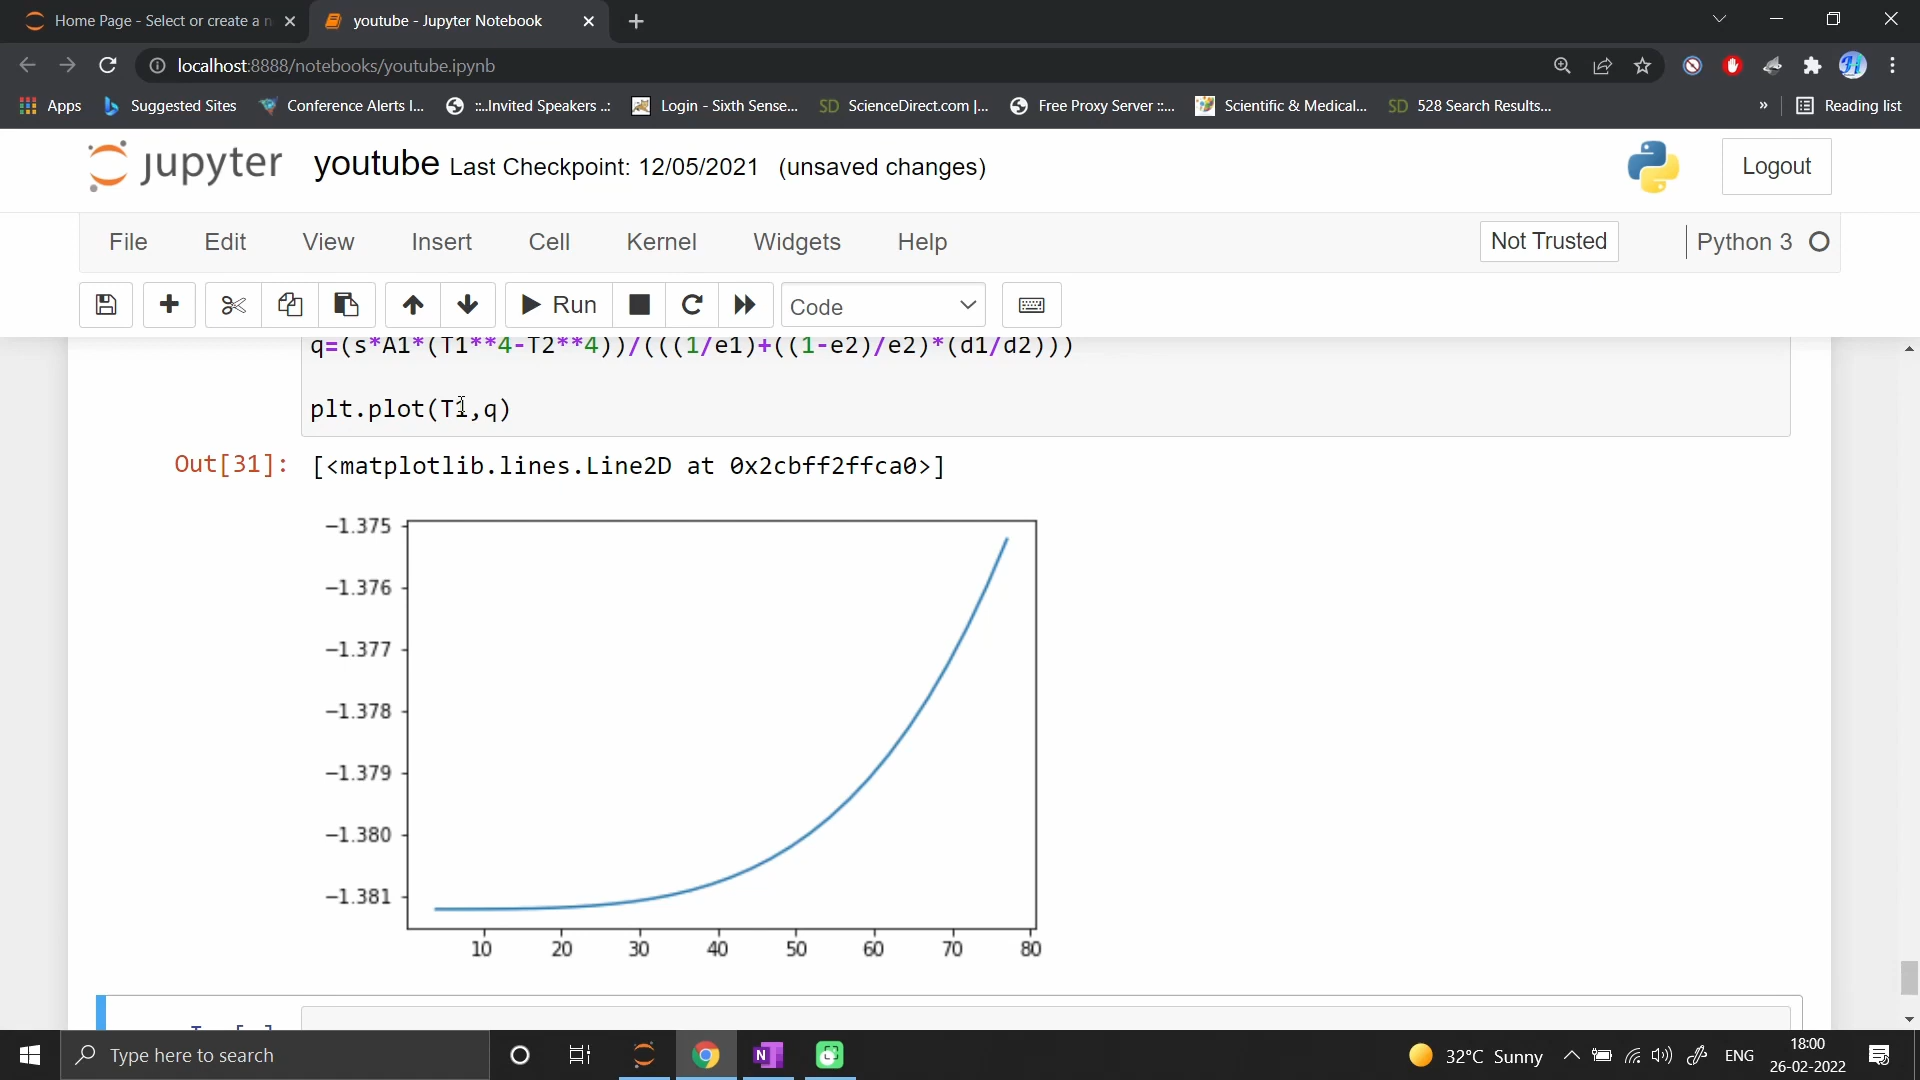 Home Page - Select or create a n
youtube - Jupyter Notebook
localhost:8888/notebooks/youtube.ipynb
Apps
Suggested Sites
Conference Alerts I...
::..Invited Speakers ..:
Login - Sixth Sense...
SD ScienceDirect.com |...
Free Proxy Server ::...
Scientific & Medical...
SD 528 Search Results...
»
Reading list
jupyter youtube Last Checkpoint: 12/05/2021 (unsaved changes)
Logout
File Edit View Insert Cell Kernel Widgets Help
Not Trusted
Python 3
Run
Code
q=(s*A1*(T1**4-T2**4))/(((1/e1)+((1-e2)/e2)*(d1/d2)))
plt.plot(T1,q)
Out[31]: [<matplotlib.lines.Line2D at 0x2cbff2ffca0>]
−1.375
−1.376
−1.377
−1.378
−1.379
−1.380
−1.381
10 20 30 40 50 60 70 80
Type here to search
N
32°C Sunny
ENG
18:00
26-02-2022